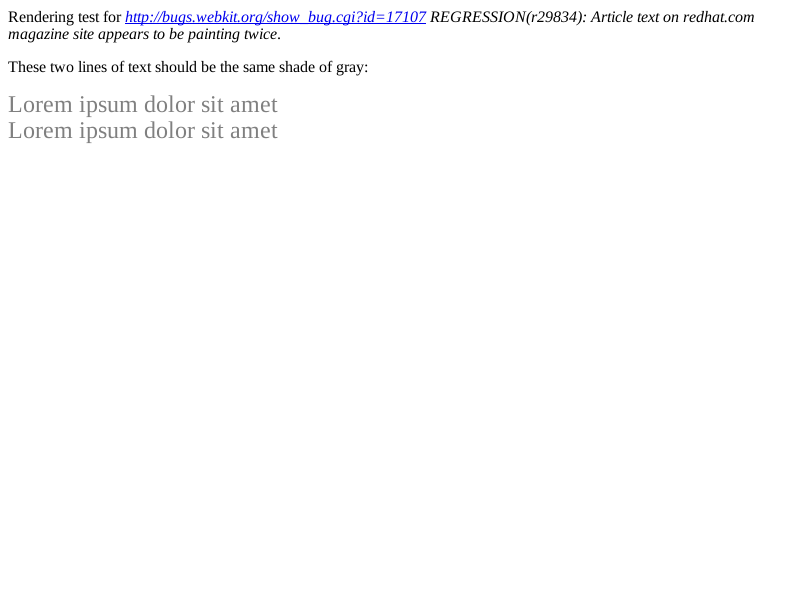 Rendering test for http://bugs.webkit.org/show_bug.cgi?id=17107 REGRESSION(r29834): Article text on redhat.com
magazine site appears to be painting twice.
These two lines of text should be the same shade of gray:
Lorem ipsum dolor sit amet
Lorem ipsum dolor sit amet